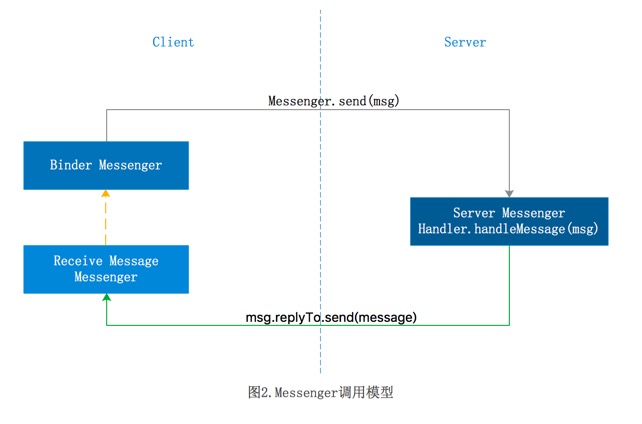 Client
Server
Messenger.send(msg)
Binder Messenger
Server Messenger
Handler.handleMessage(msg)
Receive Message
Messenger
msg.replyTo.send(message)
图2.Messenger调用模型